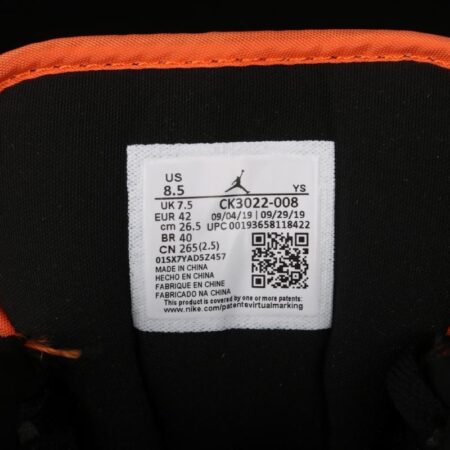 US
8.5
YS
UK 7.5
CK3022-008
EUR 42
09/04/19 | 09/29/19
cm 26.5
UPC 00193658118422
BR 40
CN 265(2.5)
01SX7YAD5Z457
MADE IN CHINA
HECHO EN CHINA
FABRIQUE EN CHINE
FABRICADO NA CHINA
This product is covered by one or more patents:
www.nike.com/patentsvirtualmarking